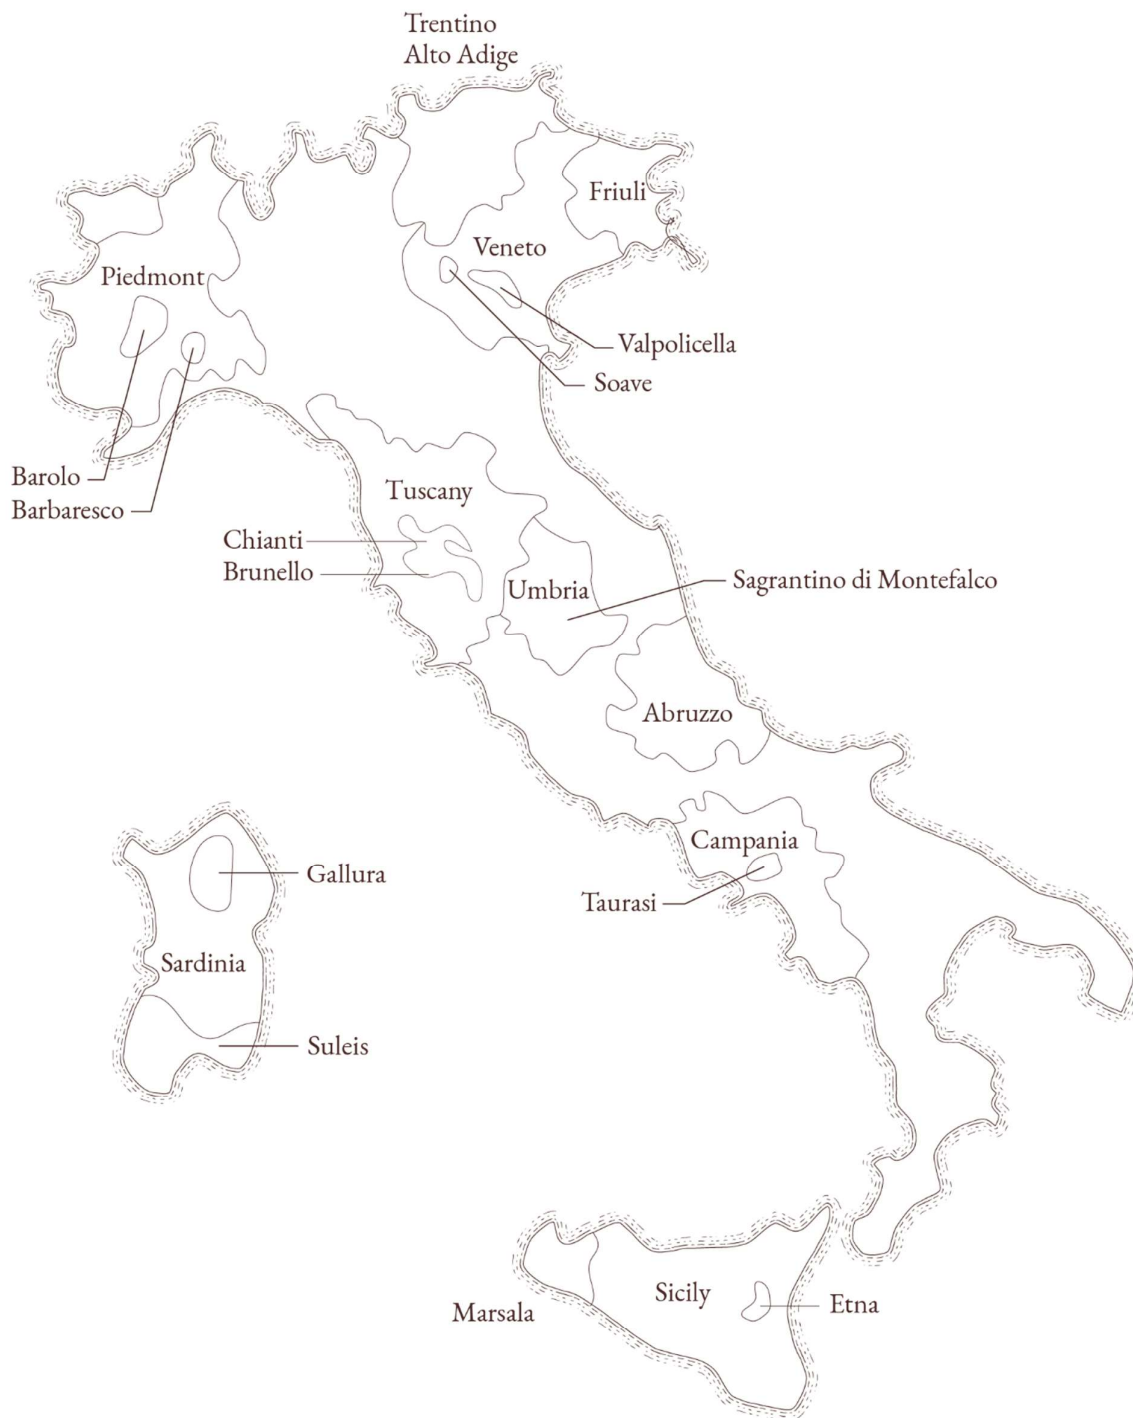 Trentino
Alto Adige
Friuli
Veneto
Piedmont
Valpolicella
Soave
Barolo
Barbaresco
Tuscany
Chianti
Brunello
Umbria
Sagrantino di Montefalco
Abruzzo
Campania
Taurasi
Gallura
Sardinia
Suleis
Sicily
Marsala
Etna